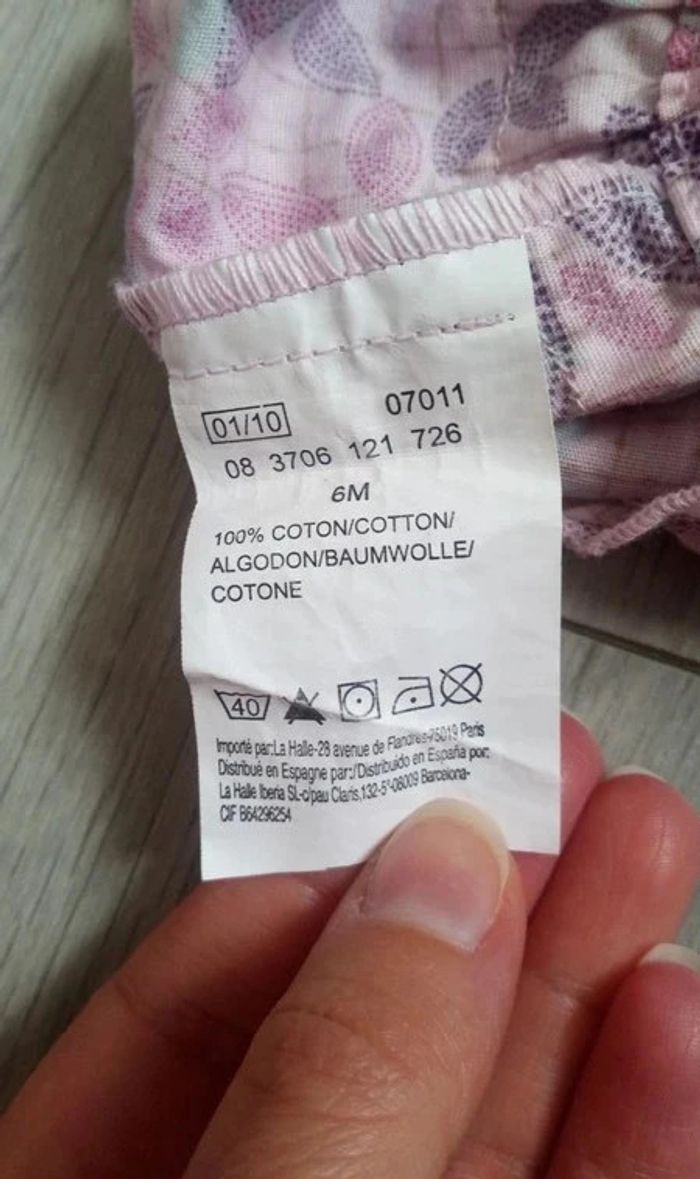 01/10 07011
08 3706 121 726
6M
100% COTON/COTTON/
ALGODON/BAUMWOLLE/
COTONE
40
Importé par:La Halle-28 avenue de Flandres-75019 Paris
Distribué en Espagne par:/Distribuido en España por:
La Halle Iberia SL-c/pau Claris,132-5º-08009 Barcelona-
CIF B64296254